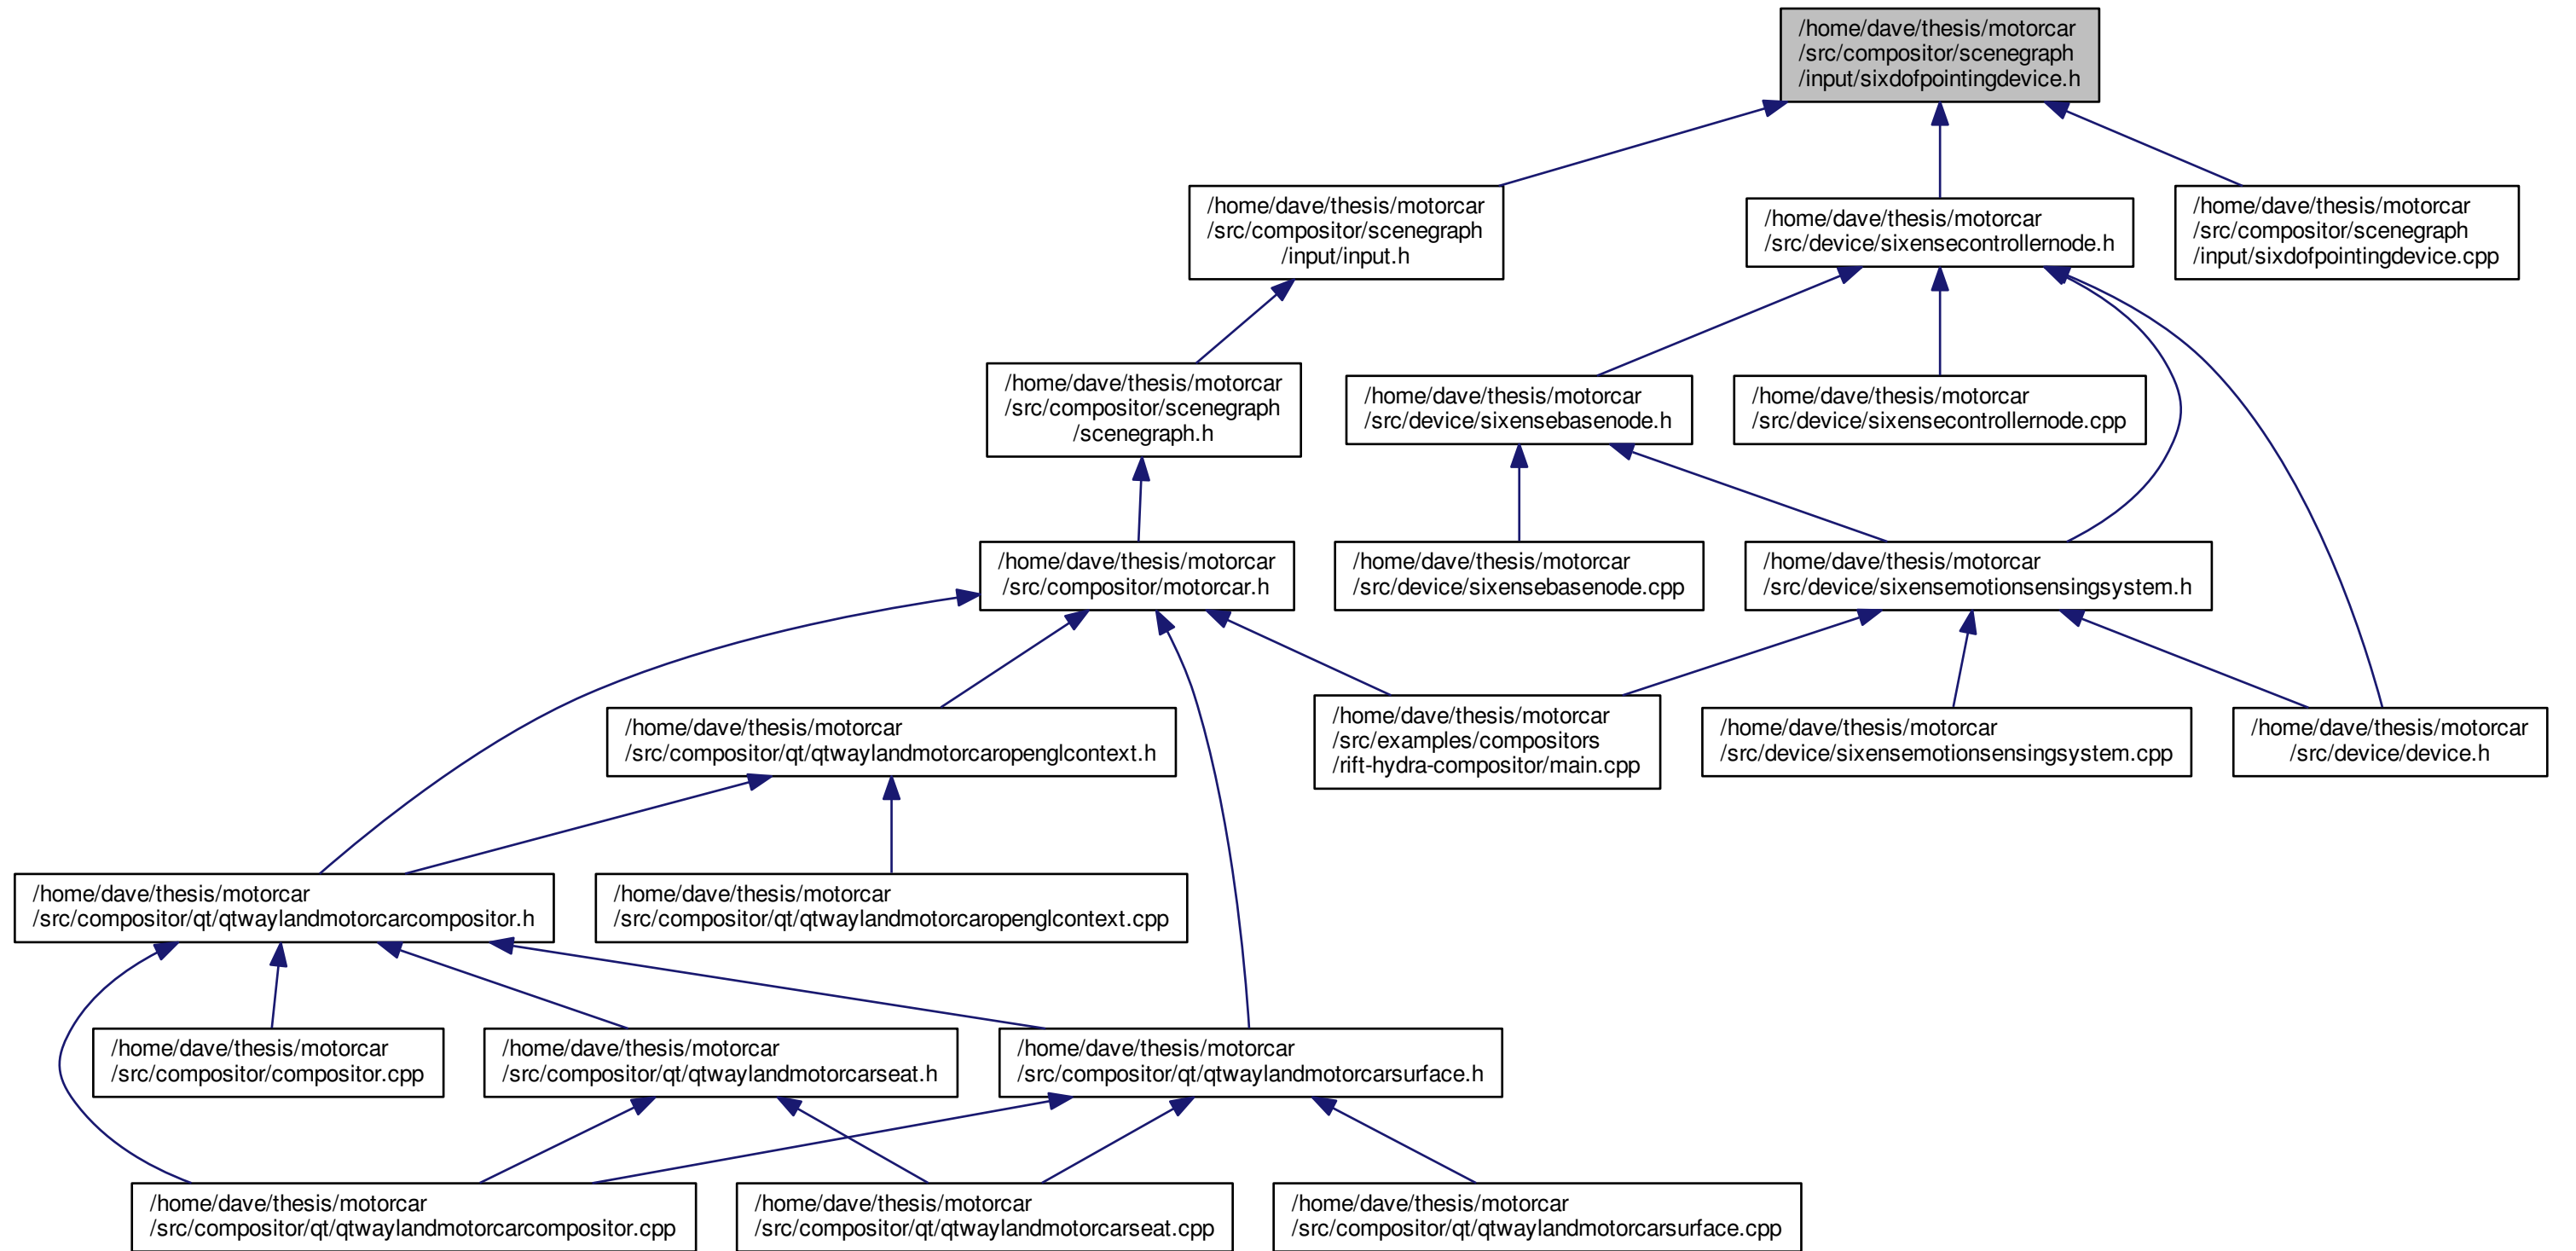 /home/dave/thesis/motorcar
/src/compositor/scenegraph
/input/sixdofpointingdevice.h
/home/dave/thesis/motorcar
/src/compositor/scenegraph
/input/input.h
/home/dave/thesis/motorcar
/src/device/sixensecontrollernode.h
/home/dave/thesis/motorcar
/src/compositor/scenegraph
/input/sixdofpointingdevice.cpp
/home/dave/thesis/motorcar
/src/compositor/scenegraph
/scenegraph.h
/home/dave/thesis/motorcar
/src/device/sixensebasenode.h
/home/dave/thesis/motorcar
/src/device/sixensecontrollernode.cpp
/home/dave/thesis/motorcar
/src/compositor/motorcar.h
/home/dave/thesis/motorcar
/src/device/sixensebasenode.cpp
/home/dave/thesis/motorcar
/src/device/sixensemotionsensingsystem.h
/home/dave/thesis/motorcar
/src/compositor/qt/qtwaylandmotorcaropenglcontext.h
/home/dave/thesis/motorcar
/src/examples/compositors
/rift-hydra-compositor/main.cpp
/home/dave/thesis/motorcar
/src/device/sixensemotionsensingsystem.cpp
/home/dave/thesis/motorcar
/src/device/device.h
/home/dave/thesis/motorcar
/src/compositor/qt/qtwaylandmotorcarcompositor.h
/home/dave/thesis/motorcar
/src/compositor/qt/qtwaylandmotorcaropenglcontext.cpp
/home/dave/thesis/motorcar
/src/compositor/compositor.cpp
/home/dave/thesis/motorcar
/src/compositor/qt/qtwaylandmotorcarseat.h
/home/dave/thesis/motorcar
/src/compositor/qt/qtwaylandmotorcarsurface.h
/home/dave/thesis/motorcar
/src/compositor/qt/qtwaylandmotorcarcompositor.cpp
/home/dave/thesis/motorcar
/src/compositor/qt/qtwaylandmotorcarseat.cpp
/home/dave/thesis/motorcar
/src/compositor/qt/qtwaylandmotorcarsurface.cpp